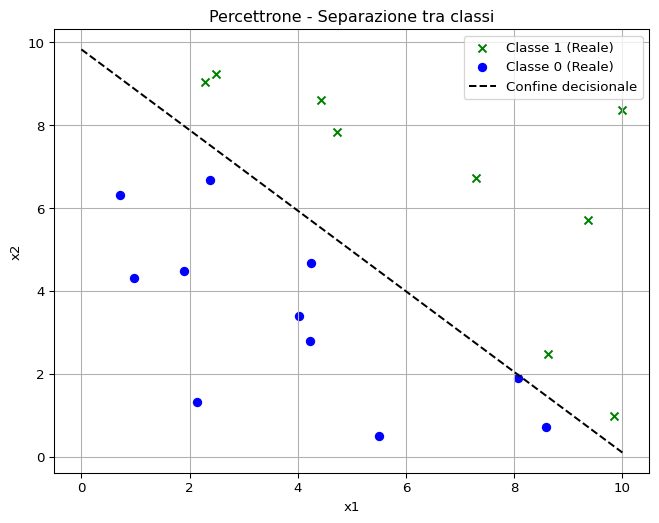 Percettrone - Separazione tra classi
Classe 1 (Reale)
Classe 0 (Reale)
Confine decisionale
x2
10
8
6
4
2
0
0 2 4 6 8 10
x1